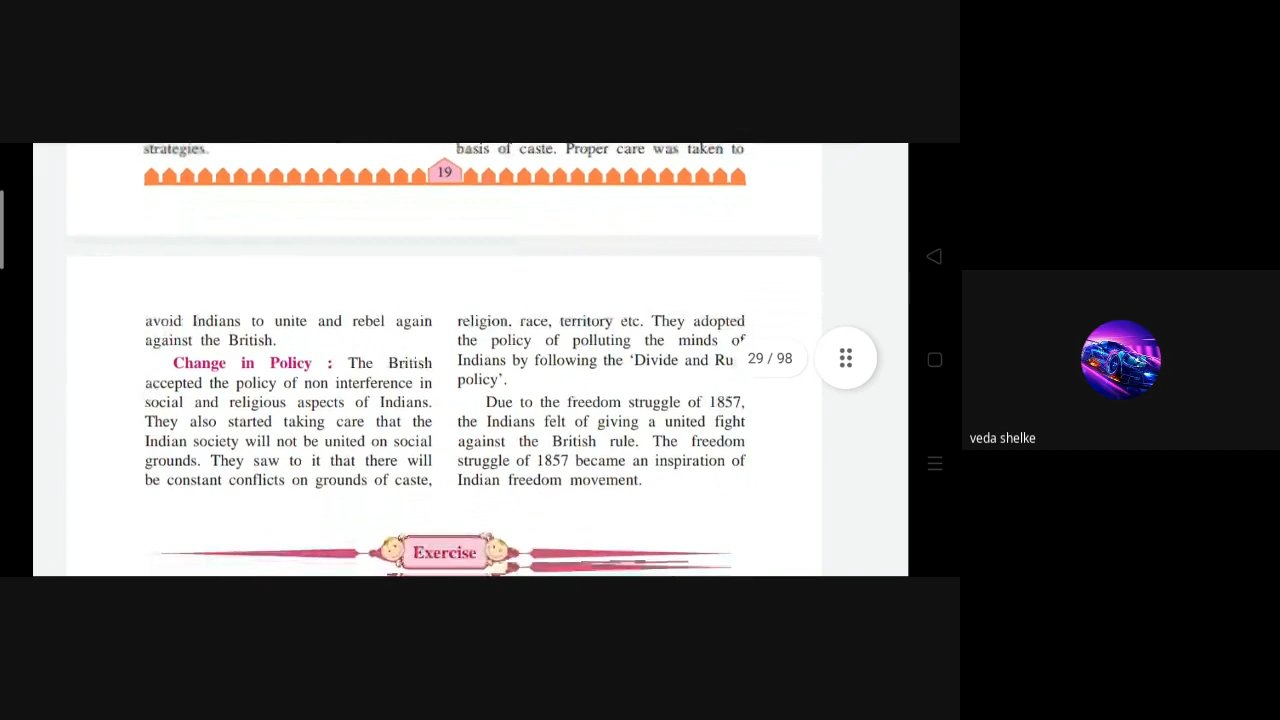 strategies.
basis of caste. Proper care was taken to
19
avoid Indians to unite and rebel again
against the British.
Change in Policy : The British
accepted the policy of non interference in
social and religious aspects of Indians.
They also started taking care that the
Indian society will not be united on social
grounds. They saw to it that there will
be constant conflicts on grounds of caste,
religion, race, territory etc. They adopted
the policy of polluting the minds of
Indians by following the ‘Divide and Ru
policy’.
Due to the freedom struggle of 1857,
the Indians felt of giving a united fight
against the British rule. The freedom
struggle of 1857 became an inspiration of
Indian freedom movement.
29 / 98
Exercise
veda shelke